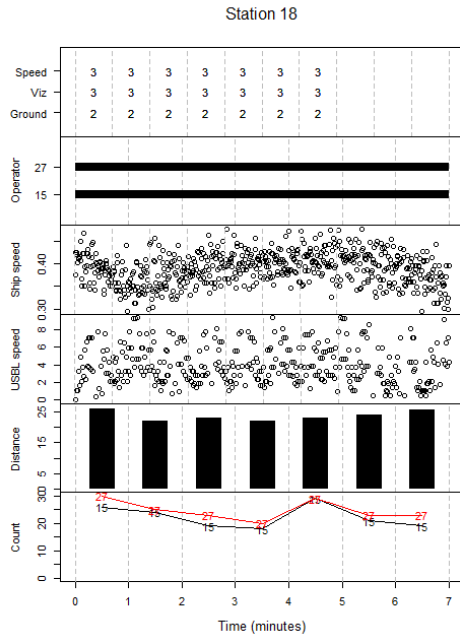 Station 18
Speed 3 3 3 3 3 3 3
Viz 3 3 3 3 3 3 3
Ground 2 2 2 2 2 2 2
Operator
27
15
Ship speed
0.40
0.30
USBL speed
8
6
4
2
0
Distance
25
15
5
0
Count
30
20
10
0
27 27 27 27 27 27
15 15 15 15 15
0 1 2 3 4 5 6 7
Time (minutes)